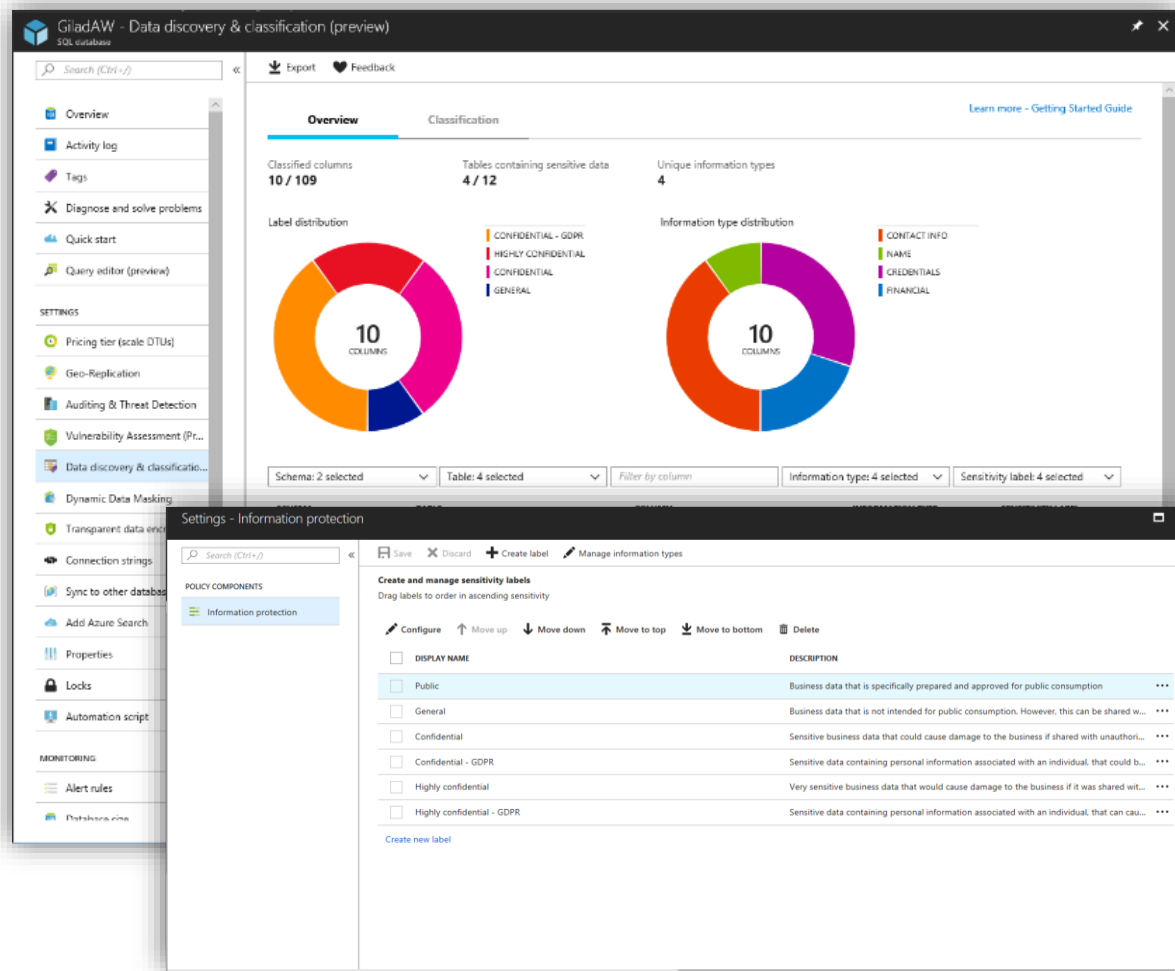 GiladAW - Data discovery & classification (preview)
SQL database
Search (Ctrl+/)
«
Export
Feedback
Overview
Activity log
Tags
Diagnose and solve problems
Quick start
Query editor (preview)
SETTINGS
Pricing tier (scale DTUs)
Geo-Replication
Auditing & Threat Detection
Vulnerability Assessment (Pr...
Data discovery & classificatio...
Dynamic Data Masking
Transparent data encr
Connection strings
Sync to other databas
Add Azure Search
Properties
Locks
Automation script
MONITORING
Alert rules
Database size
Learn more - Getting Started Guide
Overview Classification
Classified columns Tables containing sensitive data Unique information types
10 / 109 4 / 12 4
Label distribution
CONFIDENTIAL - GDPR
HIGHLY CONFIDENTIAL
CONFIDENTIAL
GENERAL
10
COLUMNS
Information type distribution
CONTACT INFO
NAME
CREDENTIALS
FINANCIAL
10
COLUMNS
Schema: 2 selected Table: 4 selected Filter by column Information type: 4 selected Sensitivity label: 4 selected
Settings - Information protection
Search (Ctrl+/)
«
POLICY COMPONENTS
Information protection
Save Discard Create label Manage information types
Create and manage sensitivity labels
Drag labels to order in ascending sensitivity
Configure Move up Move down Move to top Move to bottom Delete
DISPLAY NAME DESCRIPTION
Public Business data that is specifically prepared and approved for public consumption ...
General Business data that is not intended for public consumption. However, this can be shared w... ...
Confidential Sensitive business data that could cause damage to the business if shared with unauthori... ...
Confidential - GDPR Sensitive data containing personal information associated with an individual, that could b... ...
Highly confidential Very sensitive business data that would cause damage to the business if it was shared wit... ...
Highly confidential - GDPR Sensitive data containing personal information associated with an individual, that can cau... ...
Create new label